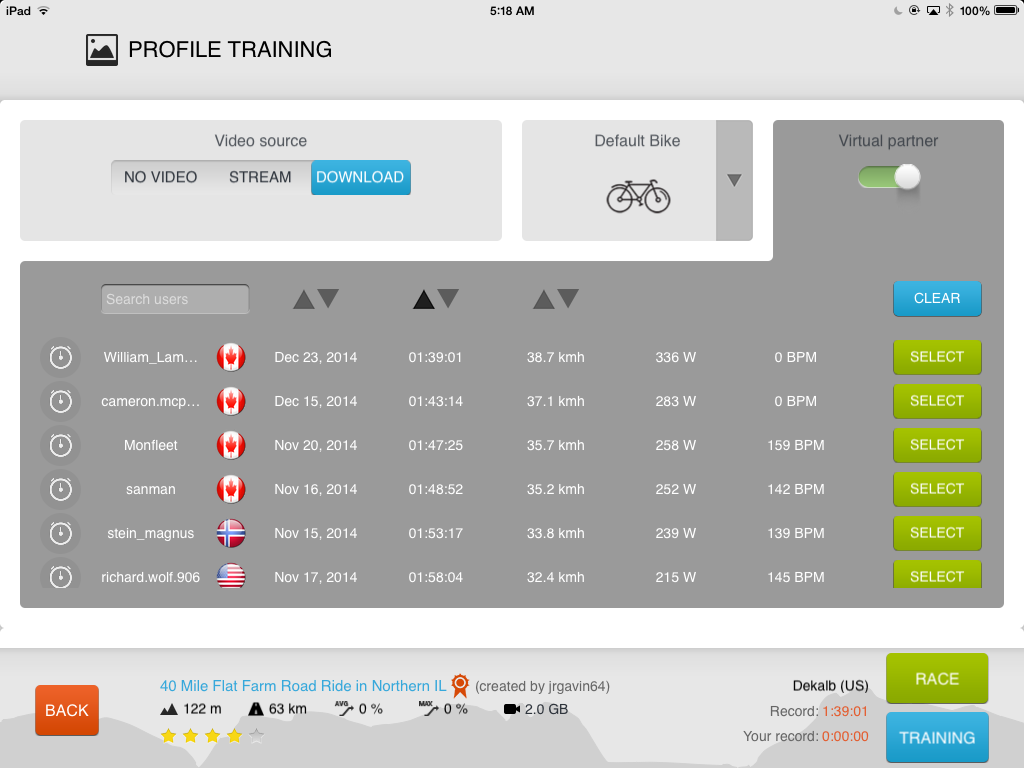 iPad 5:18 AM 100%
PROFILE TRAINING
Video source
NO VIDEO STREAM DOWNLOAD
Default Bike
Virtual partner
Search users
CLEAR
William_Lam... Dec 23, 2014 01:39:01 38.7 kmh 336 W 0 BPM SELECT
cameron.mcp... Dec 15, 2014 01:43:14 37.1 kmh 283 W 0 BPM SELECT
Monfleet Nov 20, 2014 01:47:25 35.7 kmh 258 W 159 BPM SELECT
sanman Nov 16, 2014 01:48:52 35.2 kmh 252 W 142 BPM SELECT
stein_magnus Nov 15, 2014 01:53:17 33.8 kmh 239 W 139 BPM SELECT
richard.wolf.906 Nov 17, 2014 01:58:04 32.4 kmh 215 W 145 BPM SELECT
BACK
40 Mile Flat Farm Road Ride in Northern IL (created by jrgavin64)
122 m 63 km AVG 0 % MAX 0 % 2.0 GB
Dekalb (US)
Record: 1:39:01
Your record: 0:00:00
RACE
TRAINING